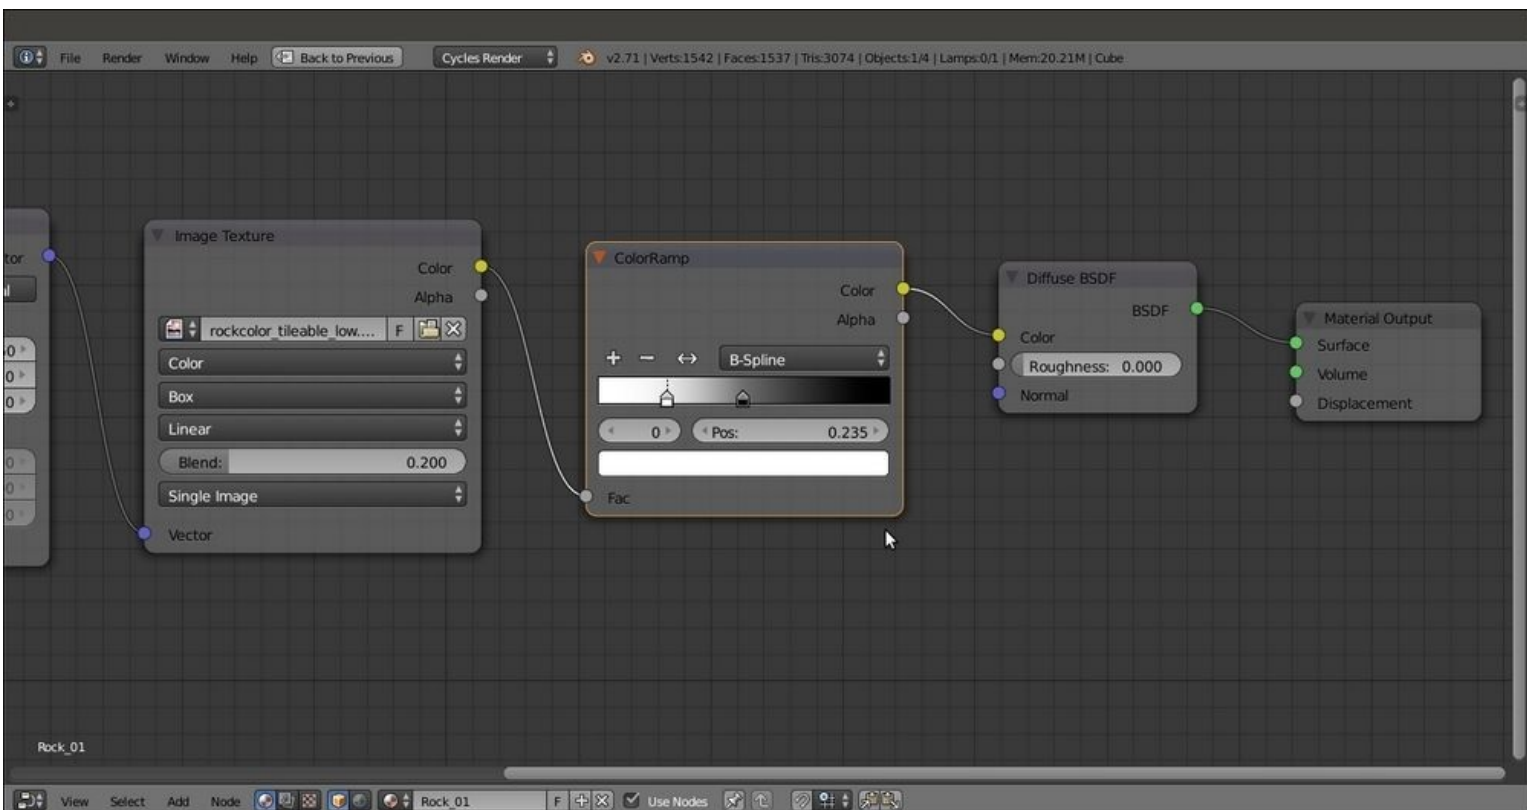 File Render Window Help Back to Previous Cycles Render v2.71 | Verts:1542 | Faces:1537 | Tris:3074 | Objects:1/4 | Lamps:0/1 | Mem:20.21M | Cube
Image Texture
Color
Alpha
rockcolor_tileable_low.... F
Color
Box
Linear
Blend: 0.200
Single Image
Vector
ColorRamp
Color
Alpha
B-Spline
0 Pos: 0.235
Fac
Diffuse BSDF
BSDF
Color
Roughness: 0.000
Normal
Material Output
Surface
Volume
Displacement
Rock_01
View Select Add Node Rock_01 F Use Nodes